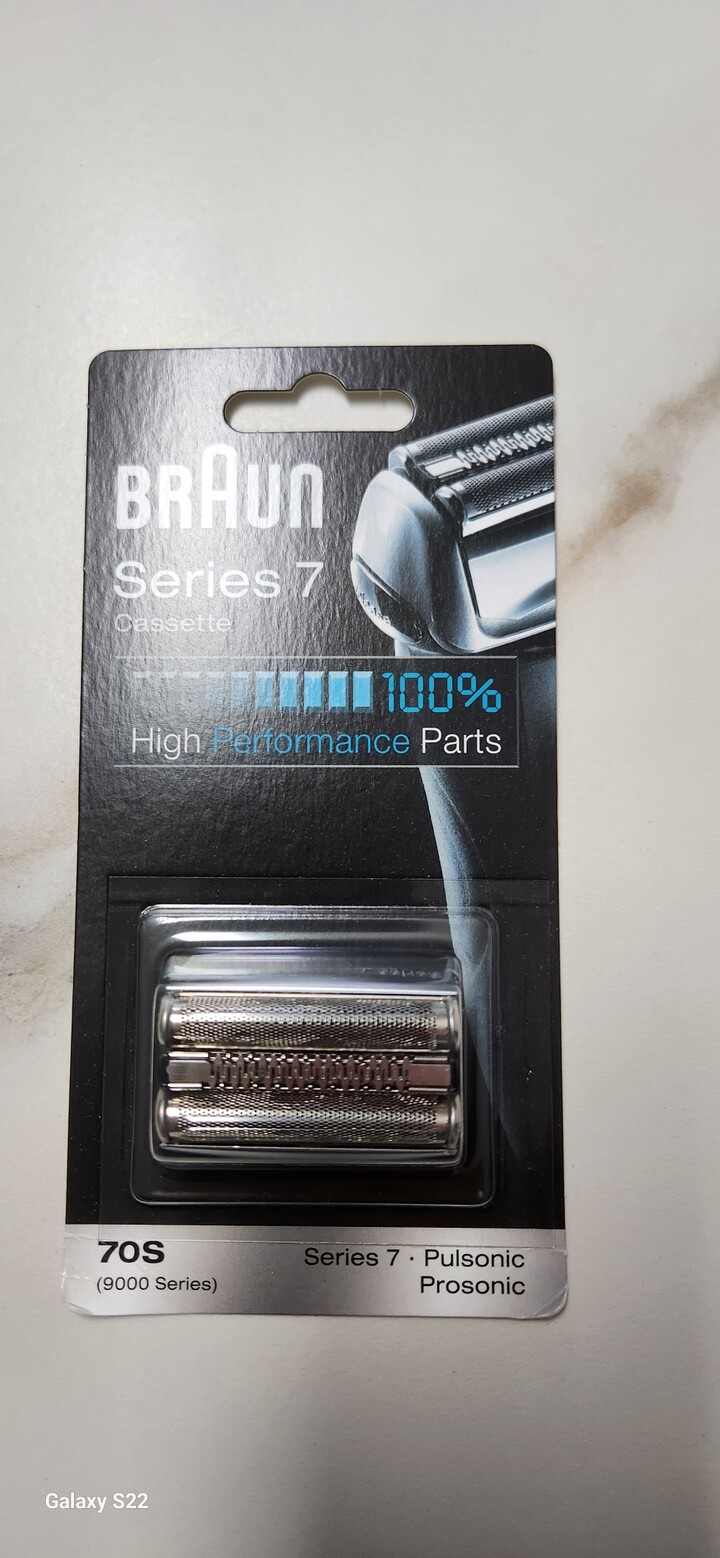 BRAUN
Series 7
Cassette
100%
High Performance Parts
70S
(9000 Series)
Series 7 · Pulsonic
Prosonic
Galaxy S22